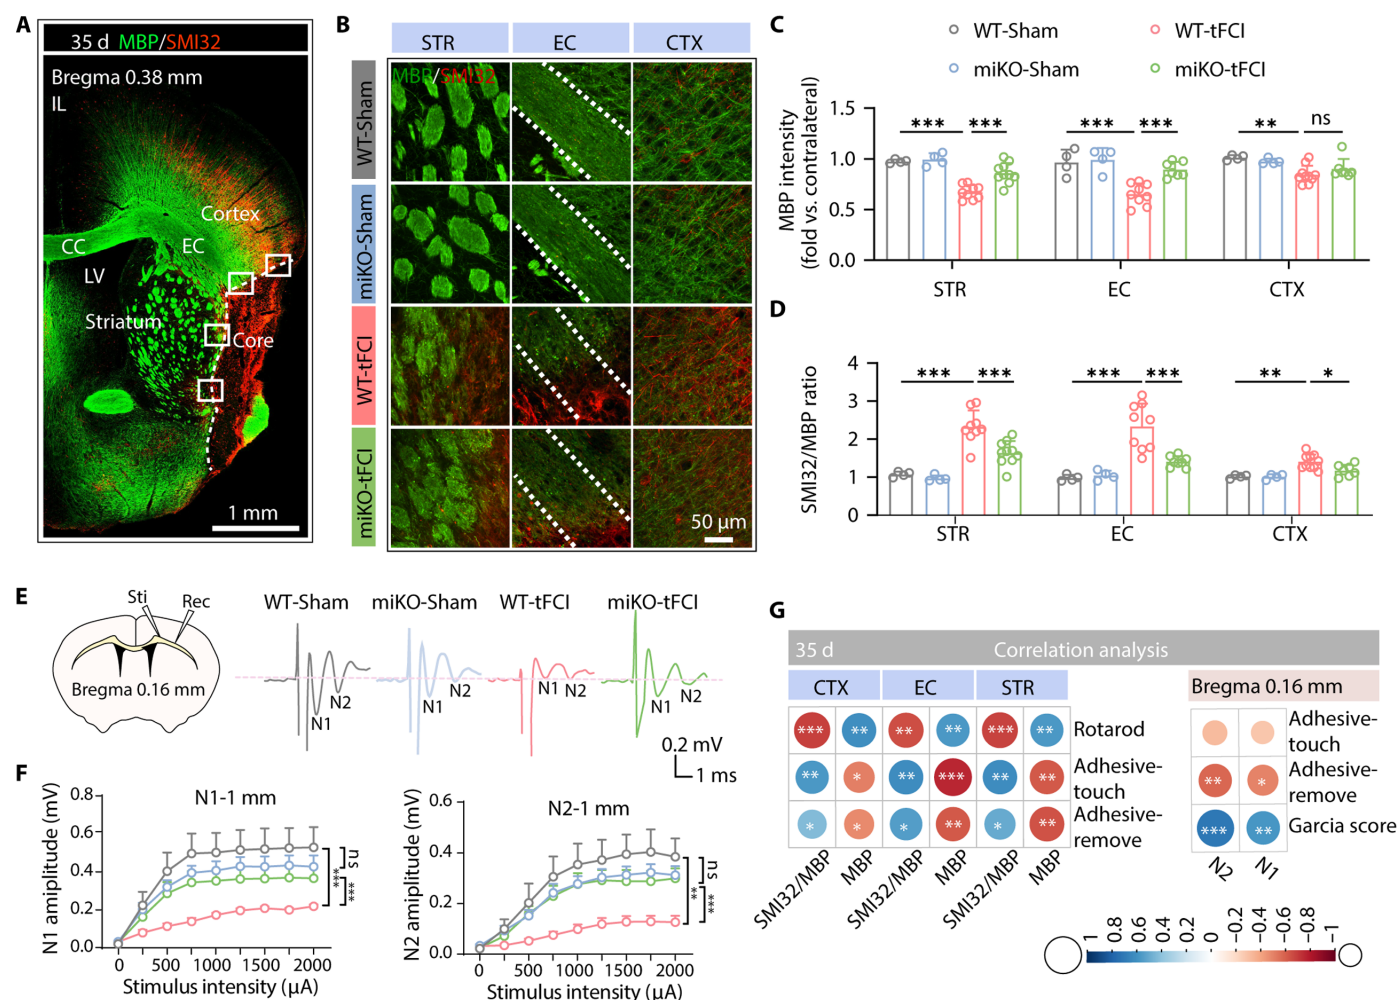 A
35 d MBP/SMI32
Bregma 0.38 mm
IL
Cortex
CC
EC
LV
Striatum
Core
1 mm
B
STR
EC
CTX
MBP/SMI32
WT-Sham
miKO-Sham
WT-tFCI
miKO-tFCI
50 µm
C
WT-Sham
WT-tFCI
miKO-Sham
miKO-tFCI
MBP intensity
(fold vs. contralateral)
1.5
1.0
0.5
0.0
*** ***
*** ***
** ns
STR
EC
CTX
D
SMI32/MBP ratio
4
3
2
1
0
*** ***
*** ***
** *
STR
EC
CTX
E
Sti
Rec
Bregma 0.16 mm
WT-Sham
miKO-Sham
WT-tFCI
miKO-tFCI
N1
N2
N1
N2
N1
N2
N1
N2
0.2 mV
1 ms
F
N1-1 mm
N1 amiplitude (mV)
0.8
0.6
0.4
0.2
0.0
0
500
1000
1500
2000
Stimulus intensity (µA)
ns
***
***
N2-1 mm
N2 amiplitude (mV)
0.6
0.4
0.2
0.0
0
500
1000
1500
2000
Stimulus intensity (µA)
ns
**
***
G
35 d Correlation analysis
CTX
EC
STR
Bregma 0.16 mm
*** ** ** ** *** **
Rotarod
** * ** *** ** **
Adhesive-
touch
* * * ** * **
Adhesive-
remove
SMI32/MBP
MBP
SMI32/MBP
MBP
SMI32/MBP
MBP
Adhesive-
touch
** *
Adhesive-
remove
*** **
Garcia score
N2
N1
1
0.8
0.6
0.4
0.2
0
−0.2
−0.4
−0.6
−0.8
−1